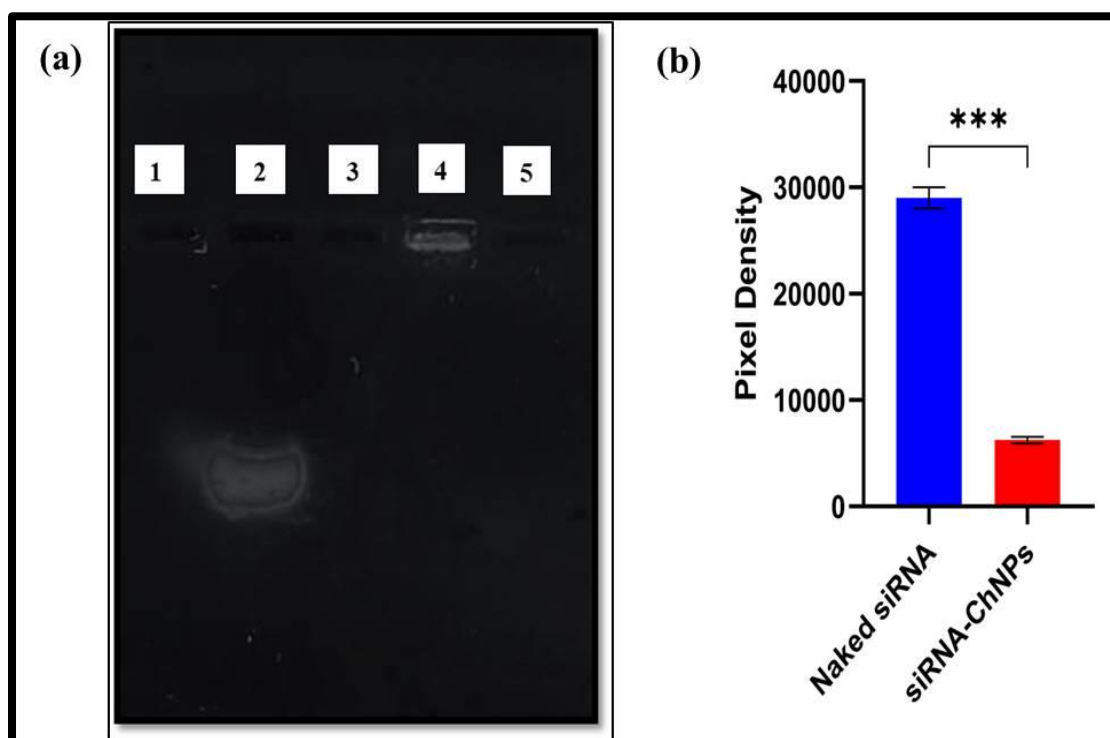 (a)
1 2 3 4 5
(b)
40000
***
30000
20000
10000
0
Pixel Density
Naked siRNA
siRNA-ChNPs